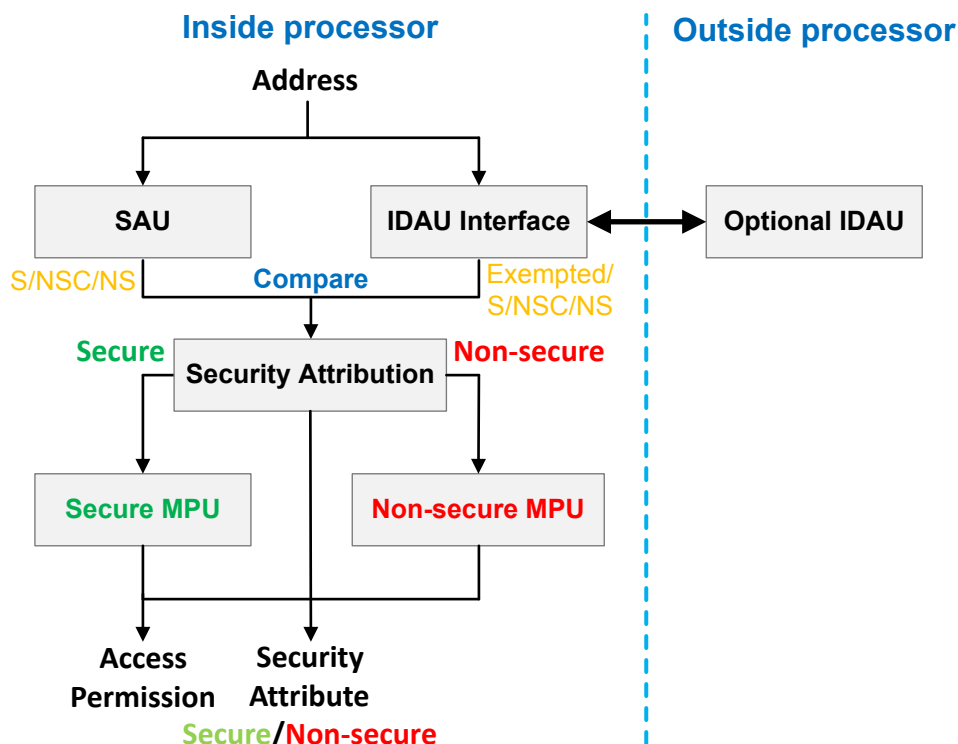 Inside processor
Outside processor
Address
SAU
IDAU Interface
Optional IDAU
S/NSC/NS
Compare
Exempted/
S/NSC/NS
Secure
Non-secure
Security Attribution
Secure MPU
Non-secure MPU
Access
Permission
Security
Attribute
Secure/Non-secure